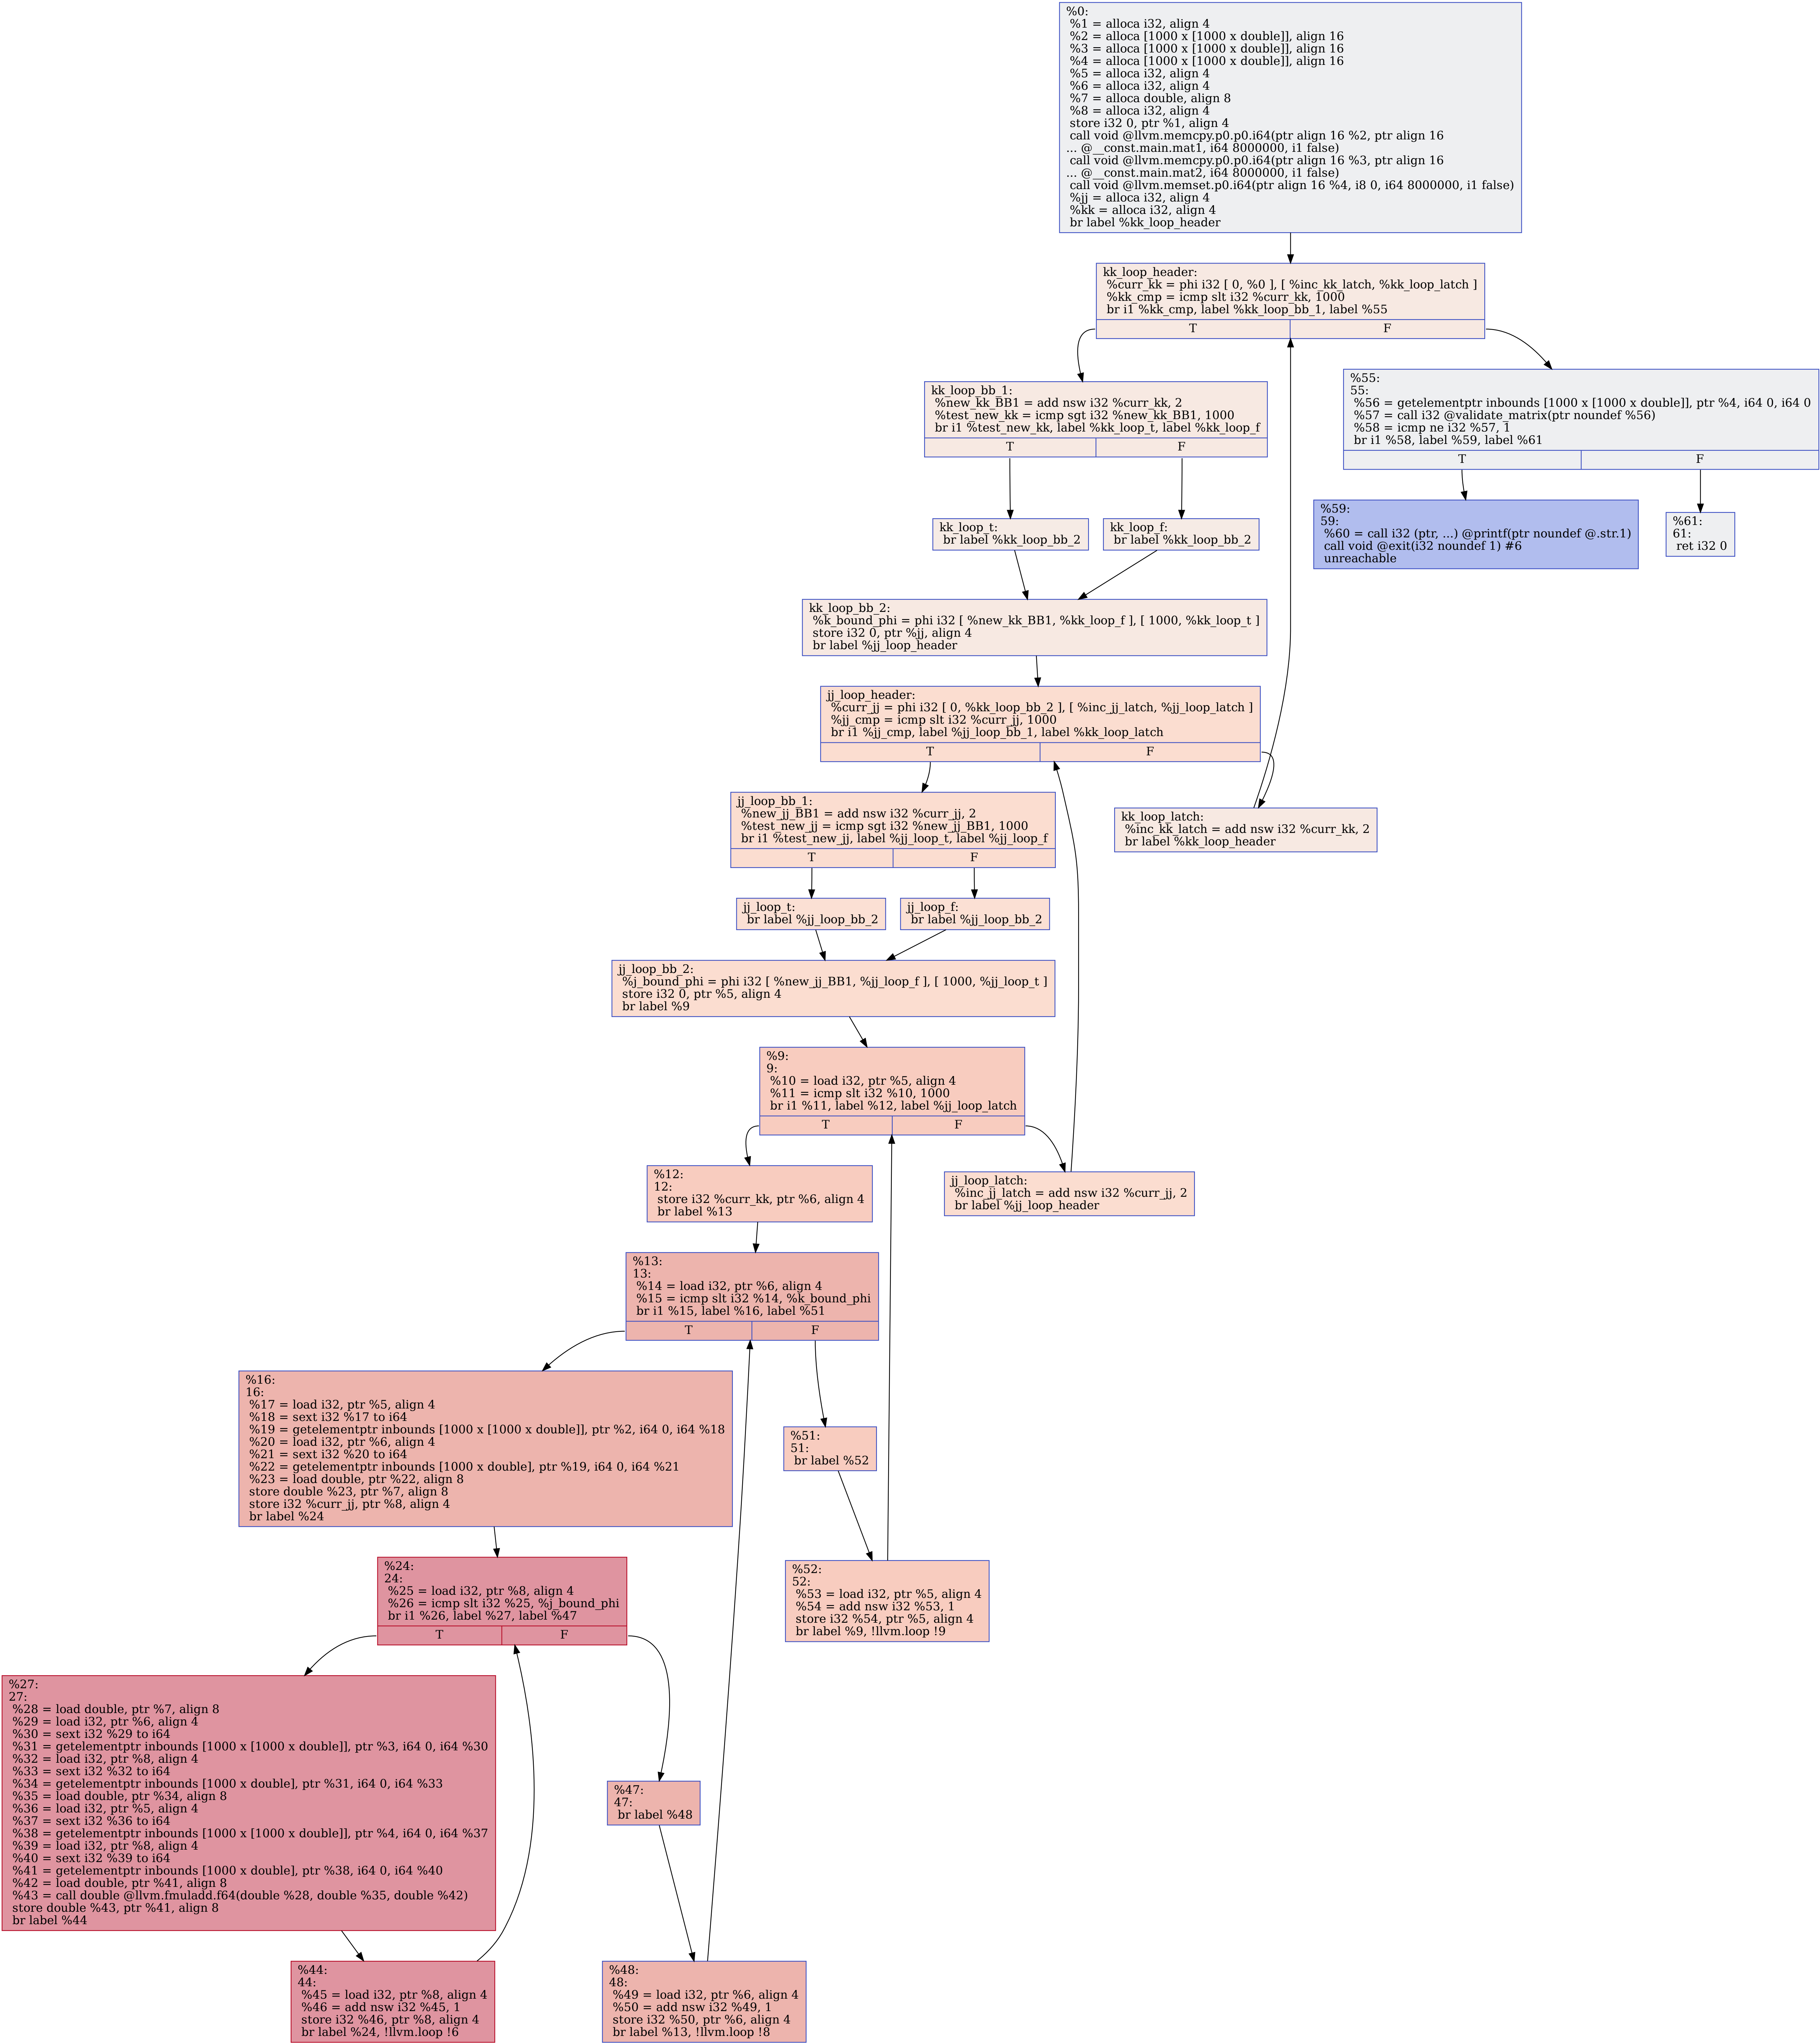 %0:
%1 = alloca i32, align 4
%2 = alloca [1000 x [1000 x double]], align 16
%3 = alloca [1000 x [1000 x double]], align 16
%4 = alloca [1000 x [1000 x double]], align 16
%5 = alloca i32, align 4
%6 = alloca i32, align 4
%7 = alloca double, align 8
%8 = alloca i32, align 4
store i32 0, ptr %1, align 4
call void @llvm.memcpy.p0.p0.i64(ptr align 16 %2, ptr align 16
... @__const.main.mat1, i64 8000000, i1 false)
call void @llvm.memcpy.p0.p0.i64(ptr align 16 %3, ptr align 16
... @__const.main.mat2, i64 8000000, i1 false)
call void @llvm.memset.p0.i64(ptr align 16 %4, i8 0, i64 8000000, i1 false)
%jj = alloca i32, align 4
%kk = alloca i32, align 4
br label %kk_loop_header
kk_loop_header:
%curr_kk = phi i32 [ 0, %0 ], [ %inc_kk_latch, %kk_loop_latch ]
%kk_cmp = icmp slt i32 %curr_kk, 1000
br i1 %kk_cmp, label %kk_loop_bb_1, label %55
T F
kk_loop_bb_1:
%new_kk_BB1 = add nsw i32 %curr_kk, 2
%test_new_kk = icmp sgt i32 %new_kk_BB1, 1000
br i1 %test_new_kk, label %kk_loop_t, label %kk_loop_f
T F
%55:
55:
%56 = getelementptr inbounds [1000 x [1000 x double]], ptr %4, i64 0, i64 0
%57 = call i32 @validate_matrix(ptr noundef %56)
%58 = icmp ne i32 %57, 1
br i1 %58, label %59, label %61
T F
kk_loop_t:
br label %kk_loop_bb_2
kk_loop_f:
br label %kk_loop_bb_2
%59:
59:
%60 = call i32 (ptr, ...) @printf(ptr noundef @.str.1)
call void @exit(i32 noundef 1) #6
unreachable
%61:
61:
ret i32 0
kk_loop_bb_2:
%k_bound_phi = phi i32 [ %new_kk_BB1, %kk_loop_f ], [ 1000, %kk_loop_t ]
store i32 0, ptr %jj, align 4
br label %jj_loop_header
jj_loop_header:
%curr_jj = phi i32 [ 0, %kk_loop_bb_2 ], [ %inc_jj_latch, %jj_loop_latch ]
%jj_cmp = icmp slt i32 %curr_jj, 1000
br i1 %jj_cmp, label %jj_loop_bb_1, label %kk_loop_latch
T F
jj_loop_bb_1:
%new_jj_BB1 = add nsw i32 %curr_jj, 2
%test_new_jj = icmp sgt i32 %new_jj_BB1, 1000
br i1 %test_new_jj, label %jj_loop_t, label %jj_loop_f
T F
kk_loop_latch:
%inc_kk_latch = add nsw i32 %curr_kk, 2
br label %kk_loop_header
jj_loop_t:
br label %jj_loop_bb_2
jj_loop_f:
br label %jj_loop_bb_2
jj_loop_bb_2:
%j_bound_phi = phi i32 [ %new_jj_BB1, %jj_loop_f ], [ 1000, %jj_loop_t ]
store i32 0, ptr %5, align 4
br label %9
%9:
9:
%10 = load i32, ptr %5, align 4
%11 = icmp slt i32 %10, 1000
br i1 %11, label %12, label %jj_loop_latch
T F
%12:
12:
store i32 %curr_kk, ptr %6, align 4
br label %13
jj_loop_latch:
%inc_jj_latch = add nsw i32 %curr_jj, 2
br label %jj_loop_header
%13:
13:
%14 = load i32, ptr %6, align 4
%15 = icmp slt i32 %14, %k_bound_phi
br i1 %15, label %16, label %51
T F
%16:
16:
%17 = load i32, ptr %5, align 4
%18 = sext i32 %17 to i64
%19 = getelementptr inbounds [1000 x [1000 x double]], ptr %2, i64 0, i64 %18
%20 = load i32, ptr %6, align 4
%21 = sext i32 %20 to i64
%22 = getelementptr inbounds [1000 x double], ptr %19, i64 0, i64 %21
%23 = load double, ptr %22, align 8
store double %23, ptr %7, align 8
store i32 %curr_jj, ptr %8, align 4
br label %24
%51:
51:
br label %52
%24:
24:
%25 = load i32, ptr %8, align 4
%26 = icmp slt i32 %25, %j_bound_phi
br i1 %26, label %27, label %47
T F
%52:
52:
%53 = load i32, ptr %5, align 4
%54 = add nsw i32 %53, 1
store i32 %54, ptr %5, align 4
br label %9, !llvm.loop !9
%27:
27:
%28 = load double, ptr %7, align 8
%29 = load i32, ptr %6, align 4
%30 = sext i32 %29 to i64
%31 = getelementptr inbounds [1000 x [1000 x double]], ptr %3, i64 0, i64 %30
%32 = load i32, ptr %8, align 4
%33 = sext i32 %32 to i64
%34 = getelementptr inbounds [1000 x double], ptr %31, i64 0, i64 %33
%35 = load double, ptr %34, align 8
%36 = load i32, ptr %5, align 4
%37 = sext i32 %36 to i64
%38 = getelementptr inbounds [1000 x [1000 x double]], ptr %4, i64 0, i64 %37
%39 = load i32, ptr %8, align 4
%40 = sext i32 %39 to i64
%41 = getelementptr inbounds [1000 x double], ptr %38, i64 0, i64 %40
%42 = load double, ptr %41, align 8
%43 = call double @llvm.fmuladd.f64(double %28, double %35, double %42)
store double %43, ptr %41, align 8
br label %44
%47:
47:
br label %48
%44:
44:
%45 = load i32, ptr %8, align 4
%46 = add nsw i32 %45, 1
store i32 %46, ptr %8, align 4
br label %24, !llvm.loop !6
%48:
48:
%49 = load i32, ptr %6, align 4
%50 = add nsw i32 %49, 1
store i32 %50, ptr %6, align 4
br label %13, !llvm.loop !8